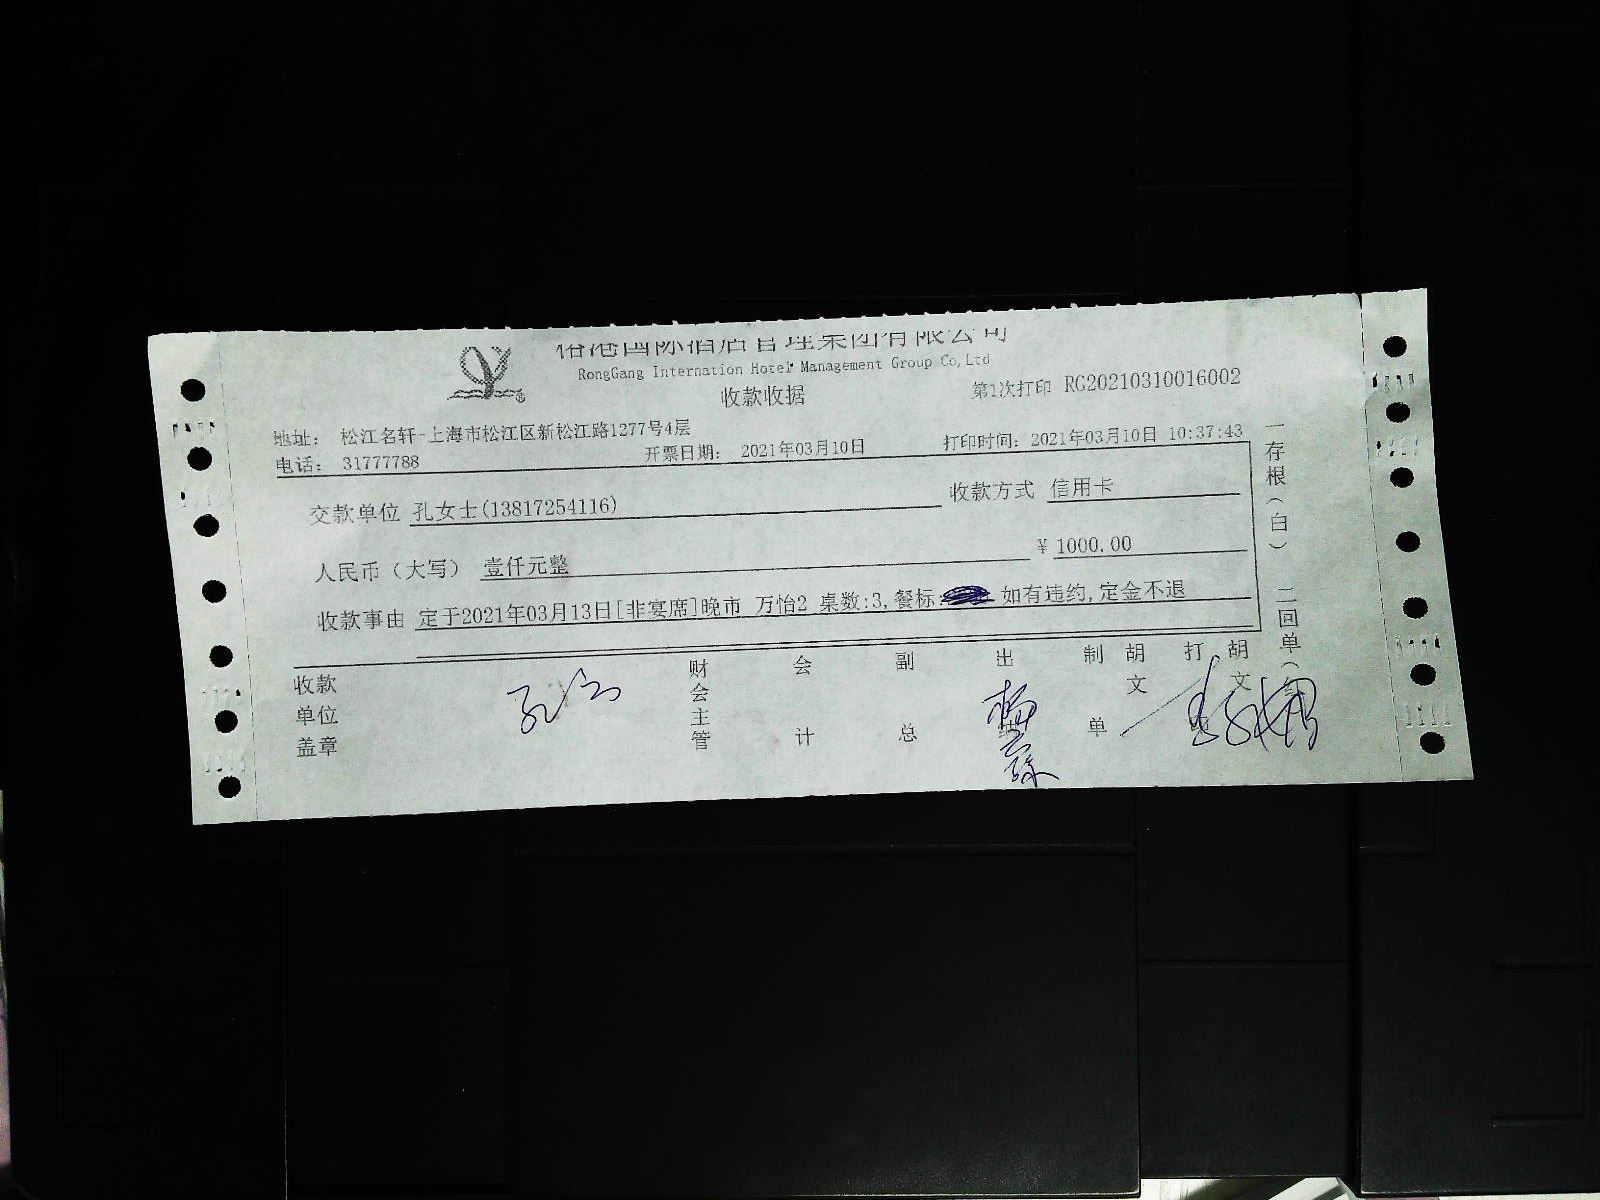 国际酒店管理集团有限公司
RongGang Internation Hotel Management Group Co,Ltd
收款收据
第1次打印 RG20210310016002
地址： 松江名轩-上海市松江区新松江路1277号4层
电话： 31777788 开票日期： 2021年03月10日 打印时间： 2021年03月10日 10:37:43
交款单位 孔女士(13817254116) 收款方式 信用卡
人民币（大写） 壹仟元整 ￥ 1000.00
收款事由 定于2021年03月13日[非宴席]晚市 万怡2 桌数:3,餐标: 如有违约,定金不退
收款单位盖章 财会主管 会计 副总 出 制单 胡文 打 胡文
一存根（白） 二回单（